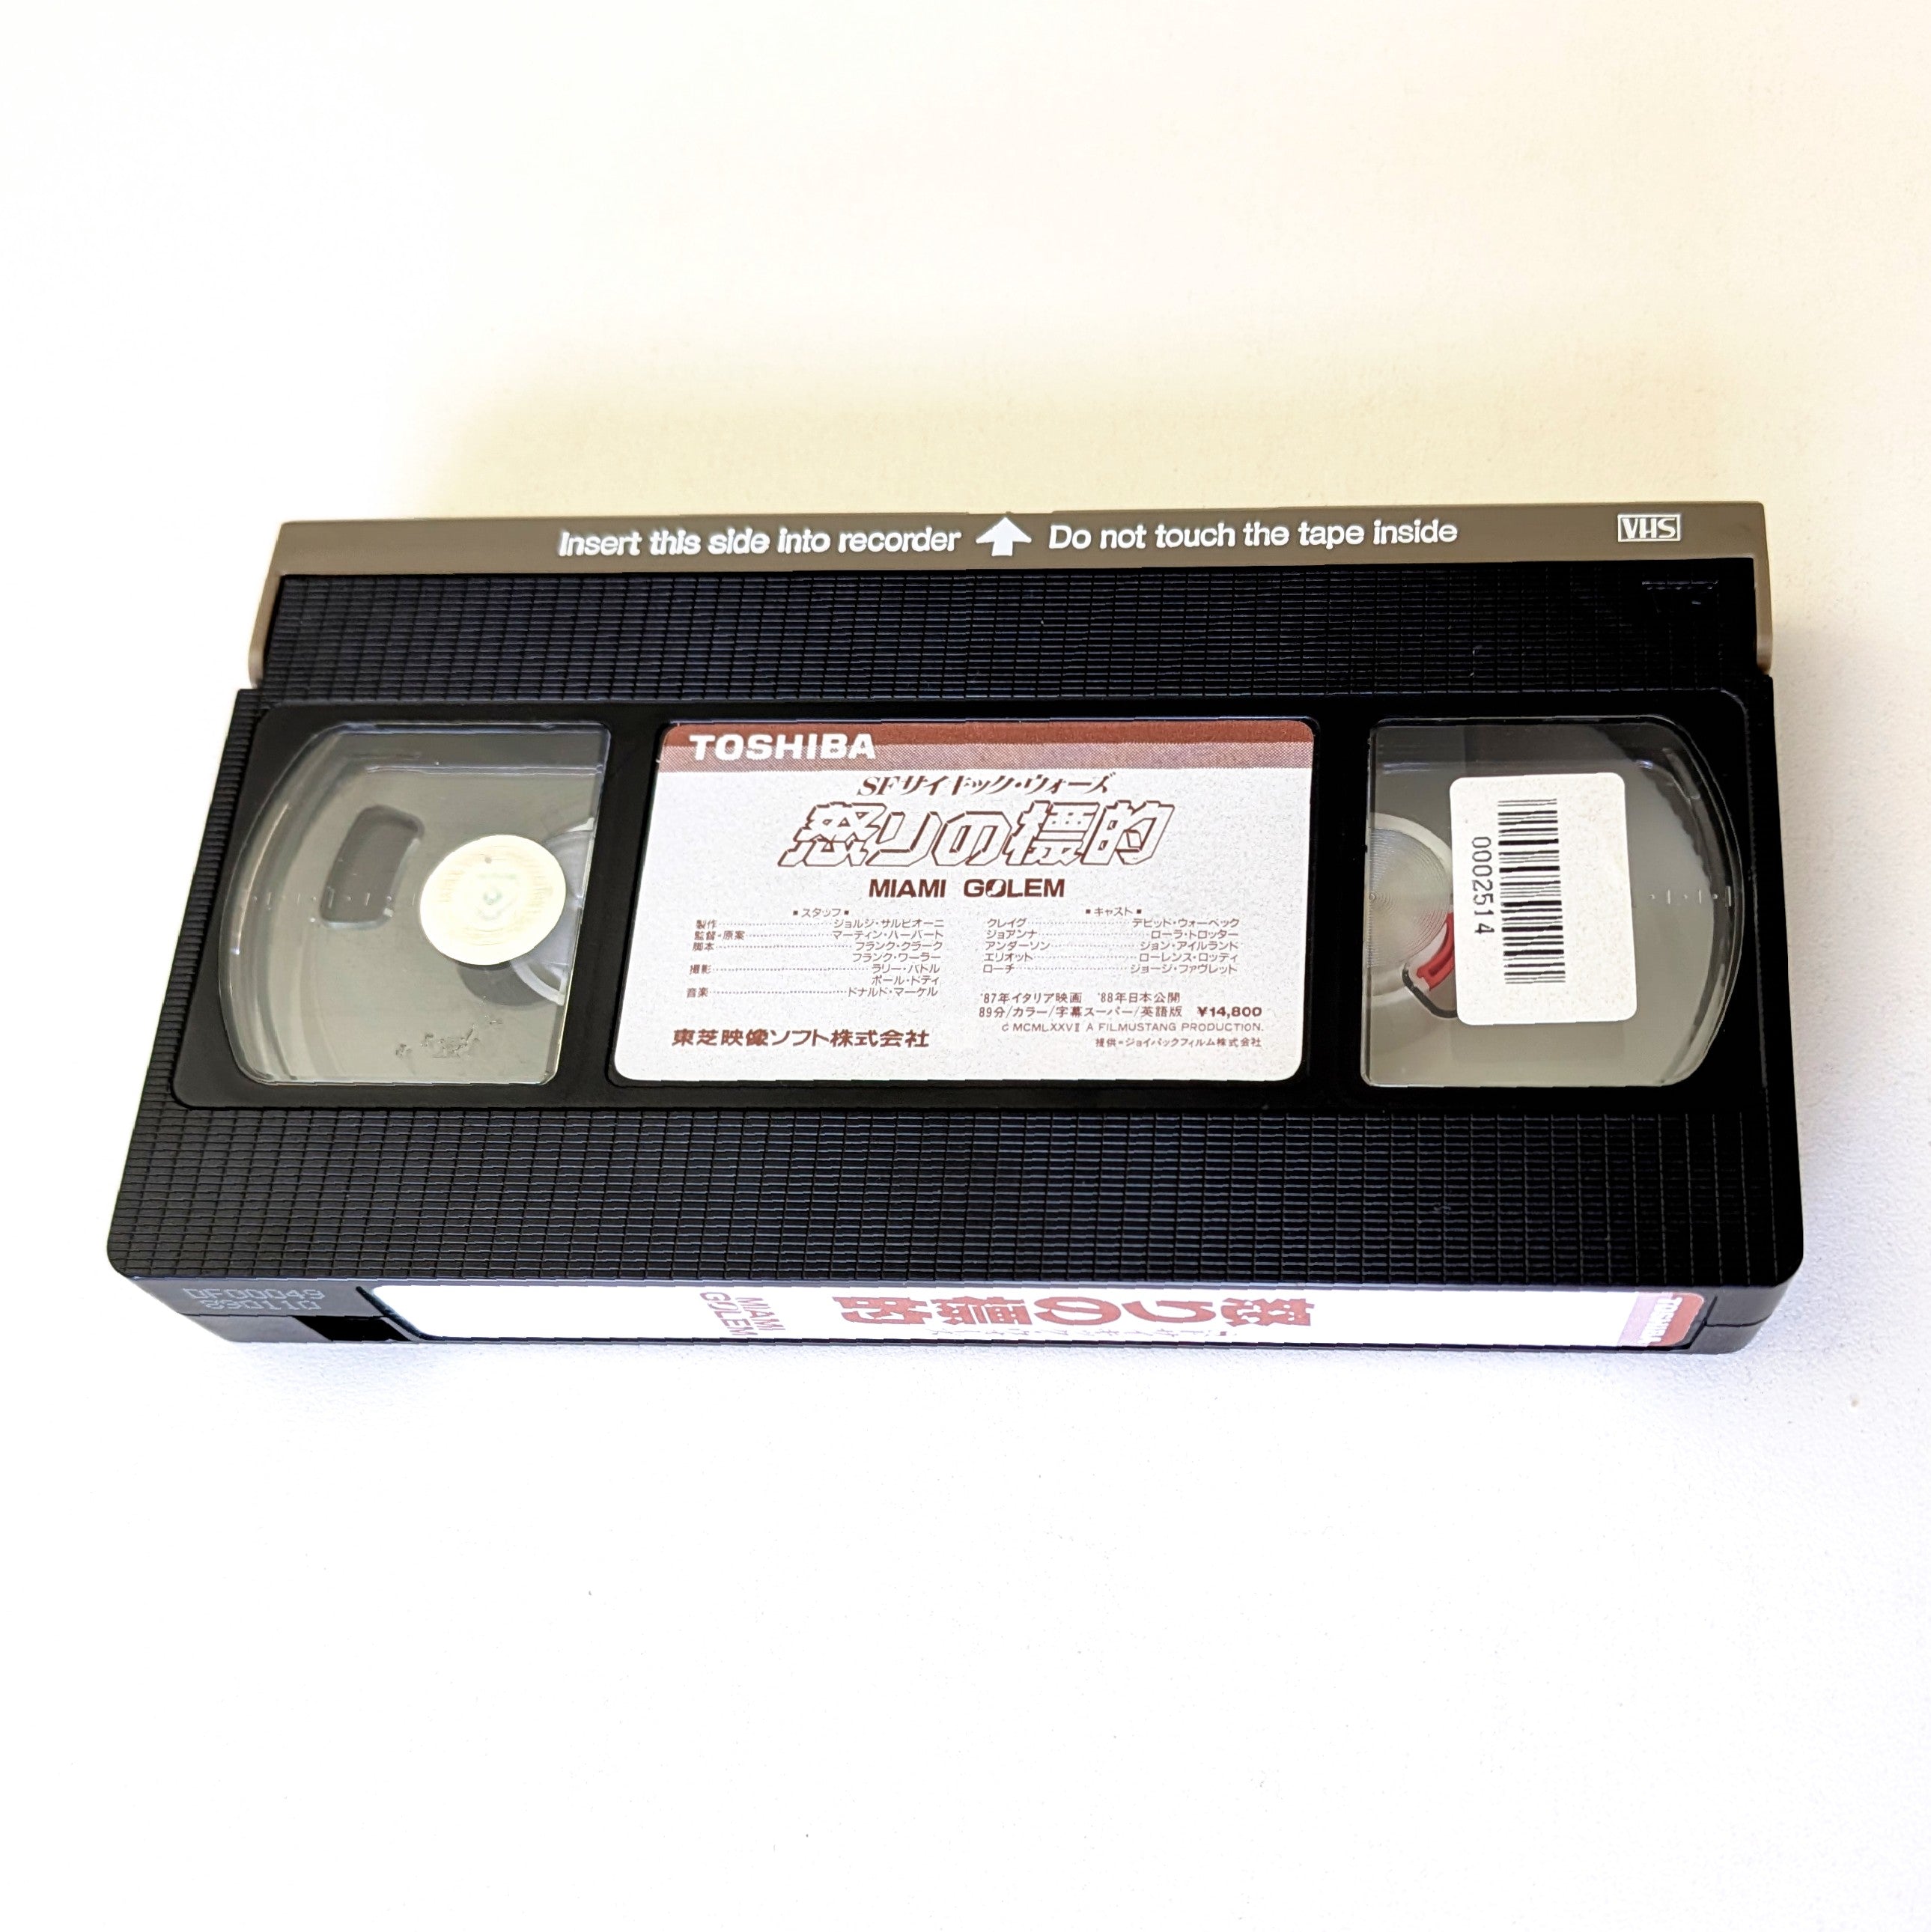 Insert this side into recorder Do not touch the tape inside VHS
TOSHIBA
SFサイキック・ウォーズ
怒りの標的
MIAMI GOLEM
■スタッフ■
製作 ジョルジ・サルビオーニ
監督・原案 マーティン・ハーバート
脚本 フランク・クラーク
フランク・ワーラー
撮影 ラリー・バトル
ポール・ドティ
音楽 ドナルド・マーケル
東芝映像ソフト株式会社
■キャスト■
クレイグ デビッド・ウォーベック
ジョアンナ ローラ・トロッター
アンダーソン ジョン・アイルランド
エリオット ローレンス・ロッティ
ローチ ジョージ・ファヴレット
'87年イタリア映画 '88年日本公開
89分/カラー/字幕スーパー/英語版 ¥14,800
© MCMLXXVII A FILMUSTANG PRODUCTION.
提供=ジョイパックフィルム株式会社
0002514
890110
MIAMI
GOLEM
怒りの標的
TOSHIBA